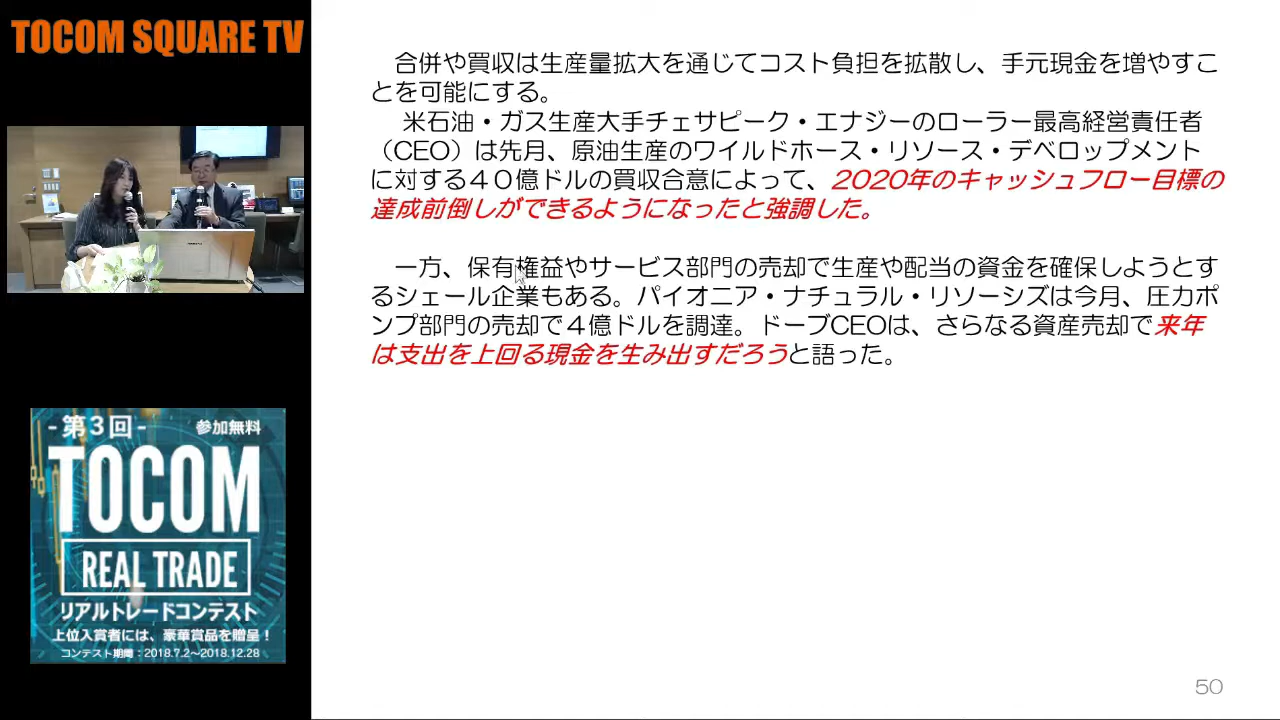 TOCOM SQUARE TV
合併や買収は生産量拡大を通じてコスト負担を拡散し、手元現金を増やすこ
とを可能にする。
米石油・ガス生産大手チェサピーク・エナジーのローラー最高経営責任者
(CEO)は先月、原油生産のワイルドホース・リソース・デベロップメント
に対する４０億ドルの買収合意によって、2020年のキャッシュフロー目標の
達成前倒しができるようになったと強調した。
一方、保有権益やサービス部門の売却で生産や配当の資金を確保しようとす
るシェール企業もある。パイオニア・ナチュラル・リソーシズは今月、圧力ポ
ンプ部門の売却で４億ドルを調達。ドーブCEOは、さらなる資産売却で来年
は支出を上回る現金を生み出すだろうと語った。
-第３回-
参加無料
TOCOM
REAL TRADE
リアルトレードコンテスト
上位入賞者には、豪華賞品を贈呈！
コンテスト期間：2018.7.2～2018.12.28
50